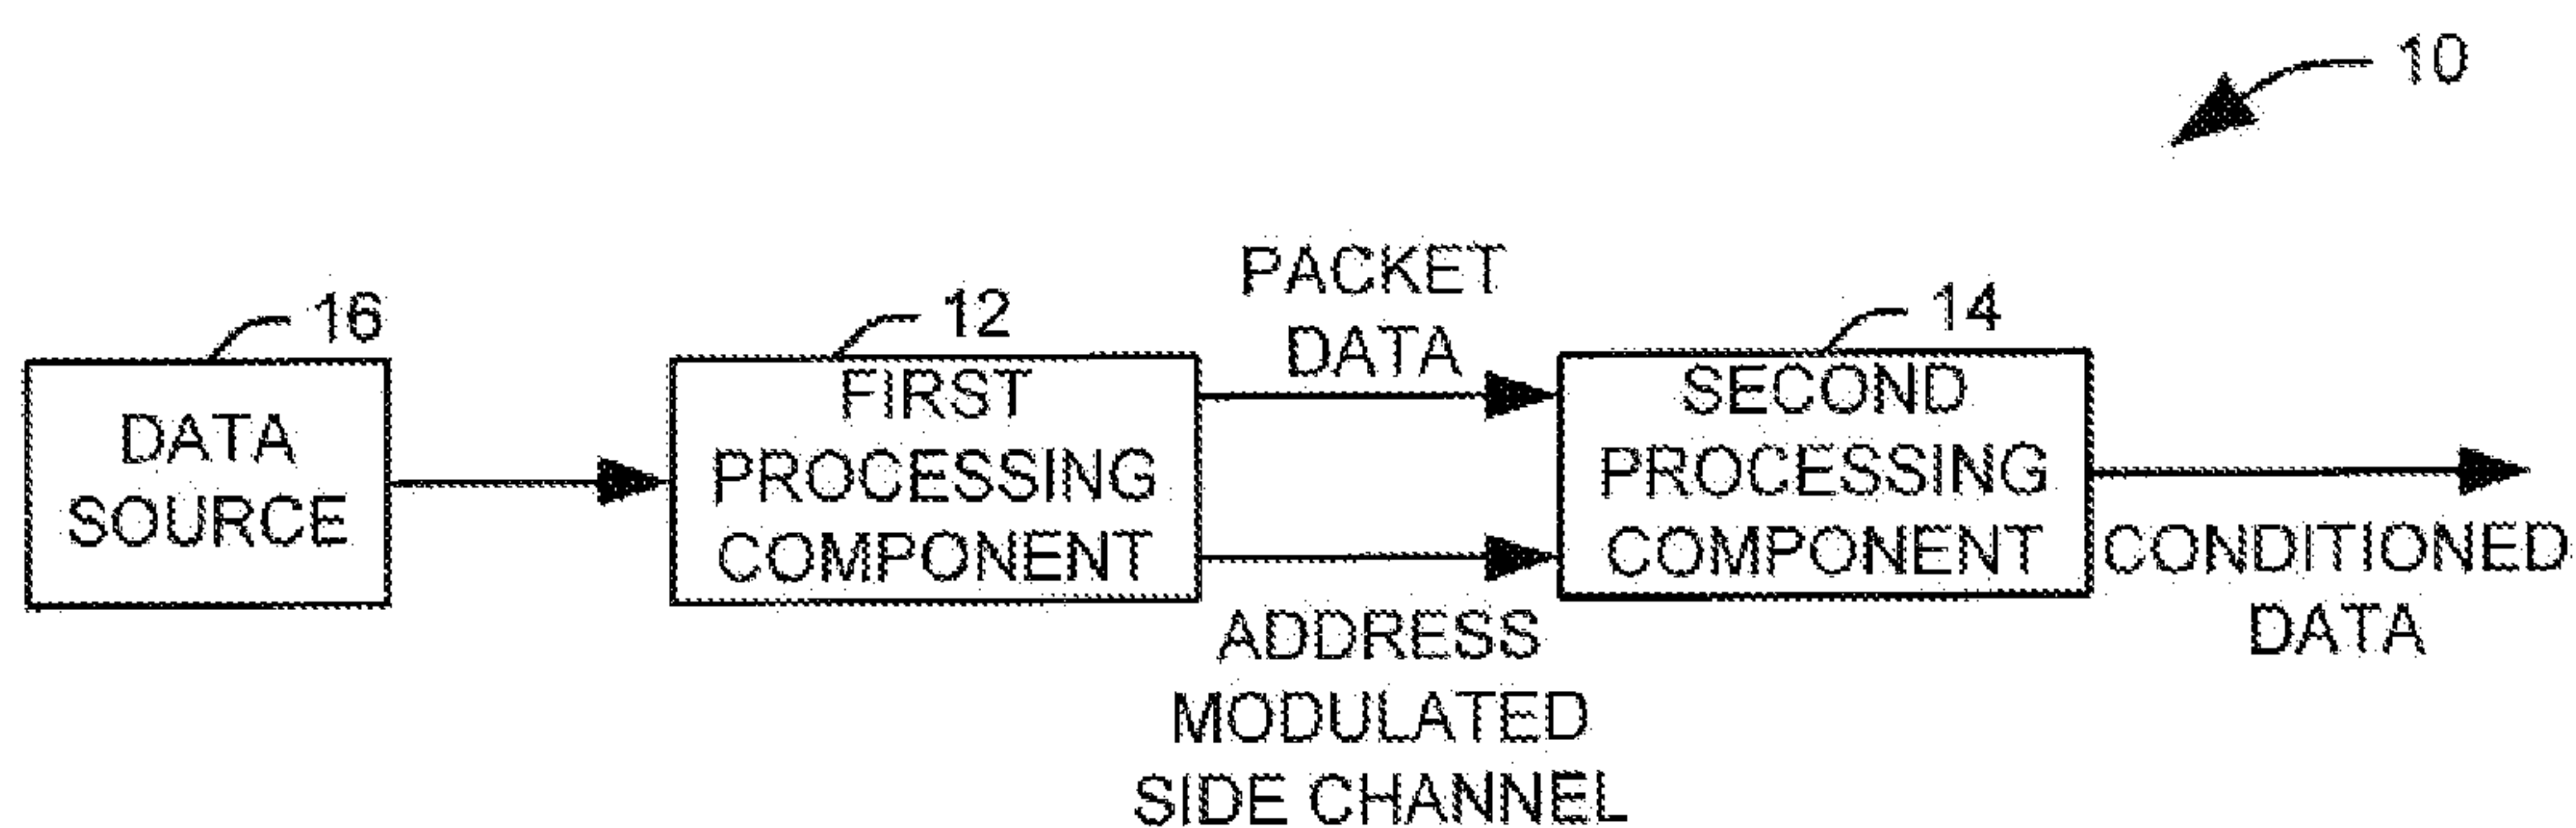 10
16
DATA
SOURCE
12
FIRST
PROCESSING
COMPONENT
PACKET
DATA
ADDRESS
MODULATED
SIDE CHANNEL
14
SECOND
PROCESSING
COMPONENT
CONDITIONED
DATA